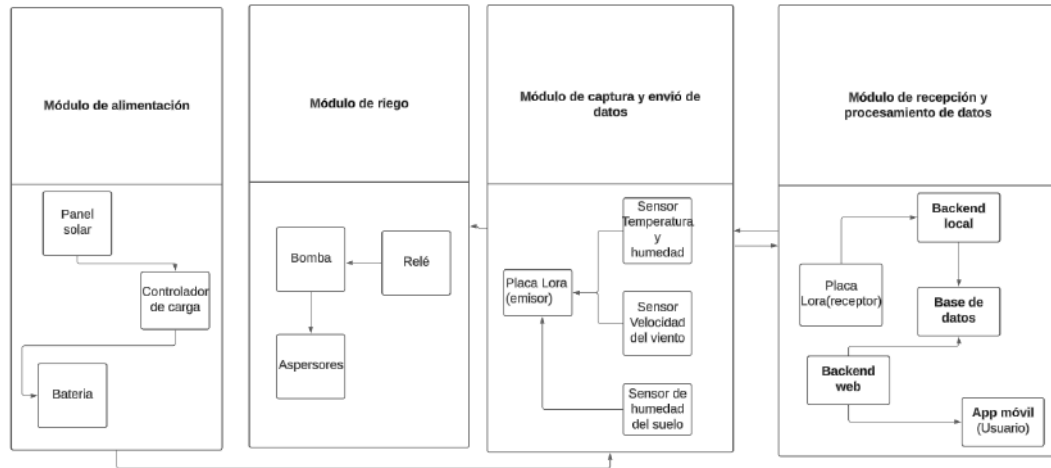 Módulo de alimentación
Panel
solar
Controlador
de carga
Bateria
Módulo de riego
Bomba
Relé
Aspersores
Módulo de captura y envió de
datos
Sensor
Temperatura
y
humedad
Placa Lora
(emisor)
Sensor
Velocidad
del viento
Sensor de
humedad
del suelo
Módulo de recepción y
procesamiento de datos
Backend
local
Placa
Lora(receptor)
Base de
datos
Backend
web
App móvil
(Usuario)